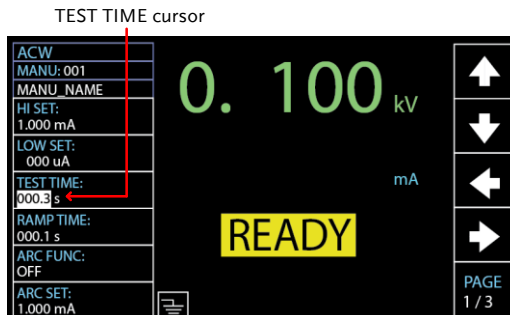 TEST TIME cursor
ACW
MANU: 001
MANU_NAME
HI SET:
1.000 mA
LOW SET:
000 uA
TEST TIME:
000.3 s
RAMP TIME:
000.1 s
ARC FUNC:
OFF
ARC SET:
1.000 mA
0. 100 kV
mA
READY
PAGE
1 / 3